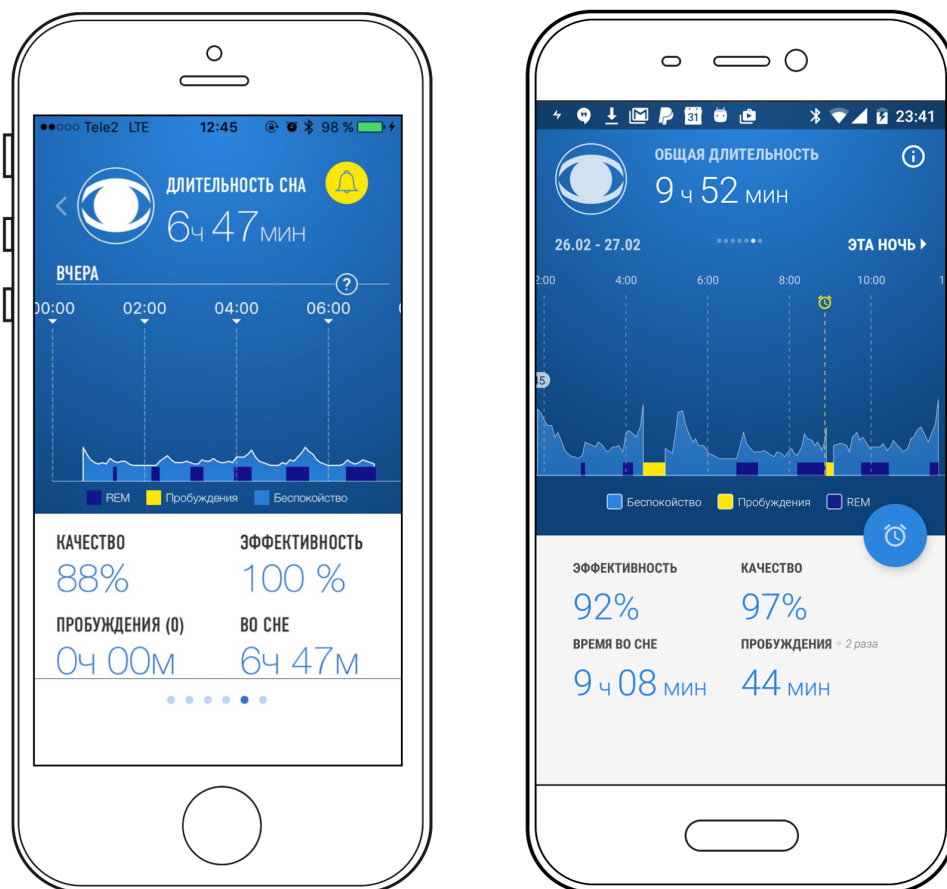 Tele2 LTE 12:45 98 %
ДЛИТЕЛЬНОСТЬ СНА
6ч 47мин
ВЧЕРА
?
00:00 02:00 04:00 06:00
REM Пробуждения Беспокойство
КАЧЕСТВО ЭФФЕКТИВНОСТЬ
88% 100 %
ПРОБУЖДЕНИЯ (0) ВО СНЕ
0ч 00м 6ч 47м
31 23:41
ОБЩАЯ ДЛИТЕЛЬНОСТЬ
9 ч 52 мин
26.02 - 27.02 ЭТА НОЧЬ
2:00 4:00 6:00 8:00 10:00 1
45
Беспокойство Пробуждения REM
ЭФФЕКТИВНОСТЬ КАЧЕСТВО
92% 97%
ВРЕМЯ ВО СНЕ ПРОБУЖДЕНИЯ • 2 раза
9 ч 08 мин 44 мин